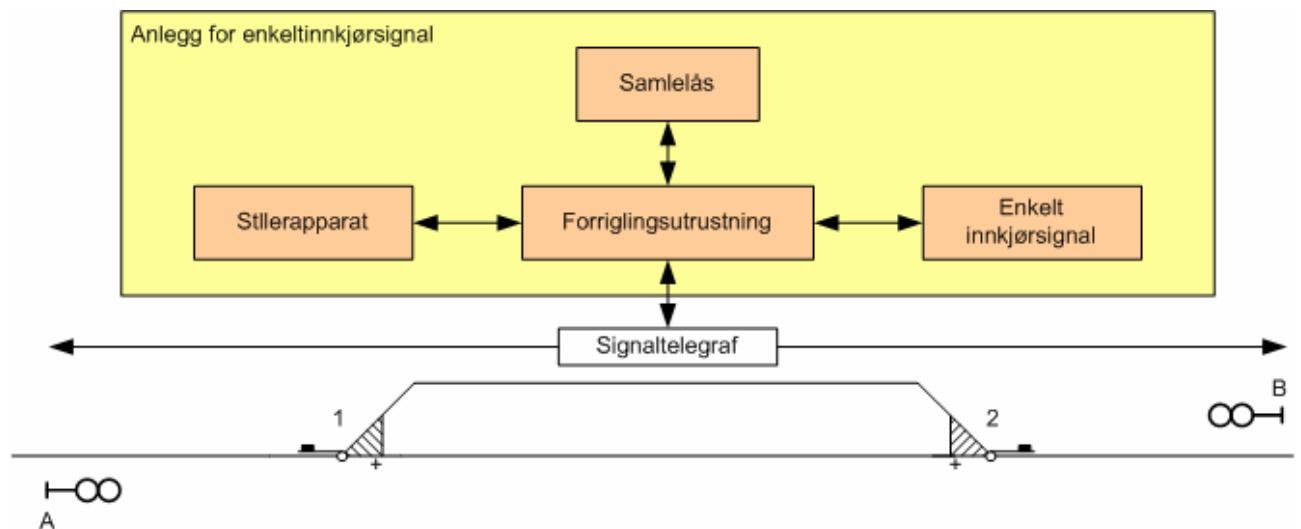 Anlegg for enkeltinnkjørsignal
Samlelås
Stllerapparat
Forriglingsutrustning
Enkelt
innkjørsignal
Signaltelegraf
1
2
B
+
+
A